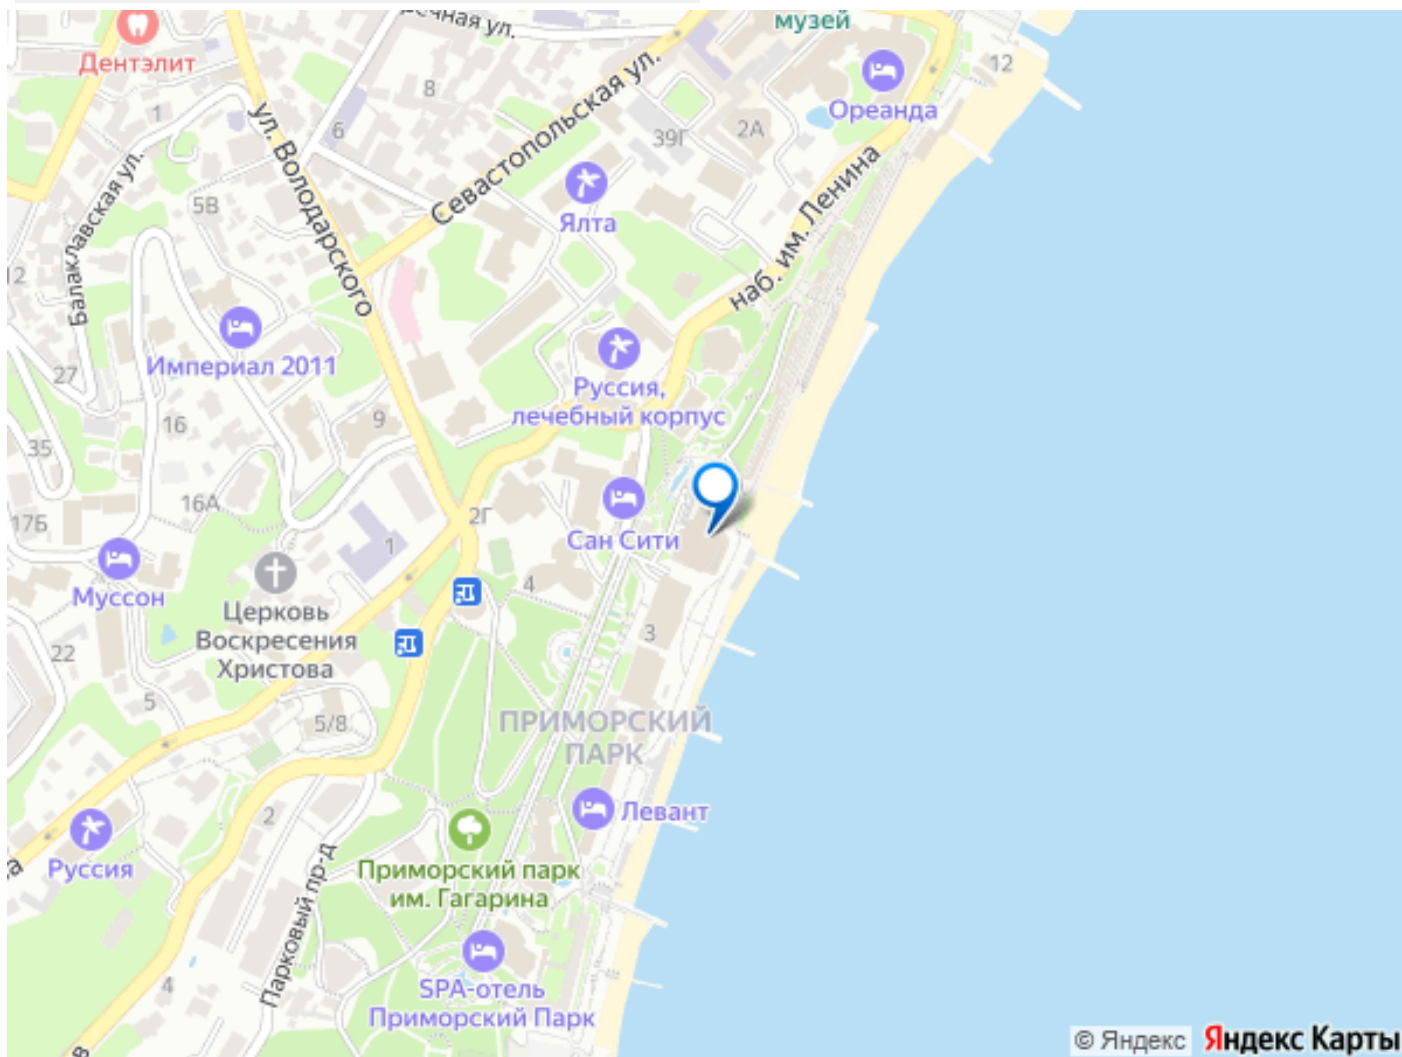 музей
ечная ул.
Дентэлит
12
8
1
Ореанда
ул. Володарского
Севастопольская ул.
6
39Г
2А
Балаклавская ул.
5В
Ялта
наб. им. Ленина
12
Империал 2011
27
Руссия,
лечебный корпус
16
9
35
16А
17Б
2Г
Сан Сити
1
Муссон
4
Церковь
Воскресения
Христова
3
22
5
5/8
ПРИМОРСКИЙ
ПАРК
2
Левант
Руссия
Приморский парк
им. Гагарина
Парковый пр-д
4
SPA-отель
Приморский Парк
© Яндекс Яндекс Карты